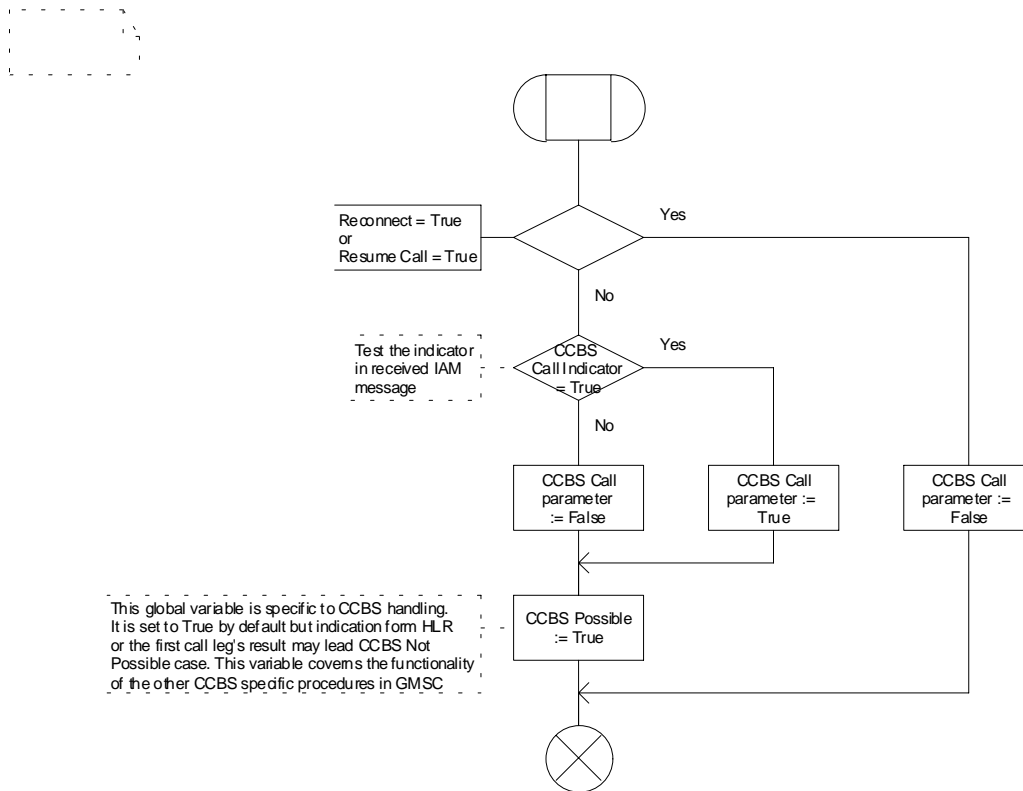 Yes
Reconnect = True
or
Resume Call = True
No
Test the indicator
in received IAM
message
CCBS
Call Indicator
= True
Yes
No
CCBS Call
parameter
:= False
CCBS Call
parameter :=
True
CCBS Call
parameter :=
False
This global variable is specific to CCBS handling.
It is set to True by default but indication form HLR
or the first call leg's result may lead CCBS Not
Possible case. This variable coverns the functionality
of the other CCBS specific procedures in GMSC
CCBS Possible
:= True